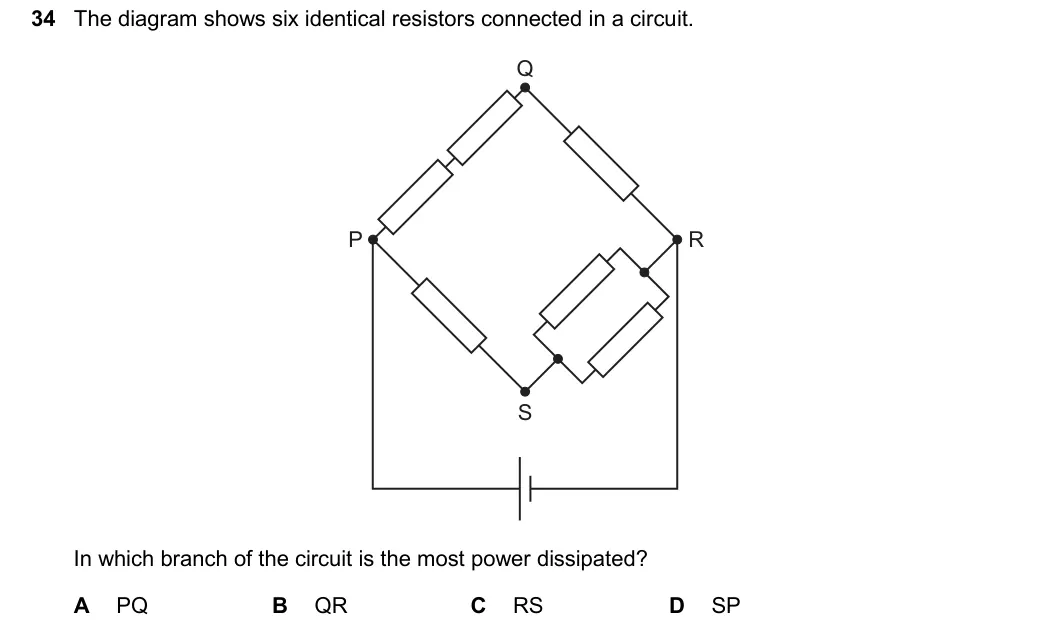 34 The diagram shows six identical resistors connected in a circuit.
Q
P
R
S
In which branch of the circuit is the most power dissipated?
A PQ B QR C RS D SP